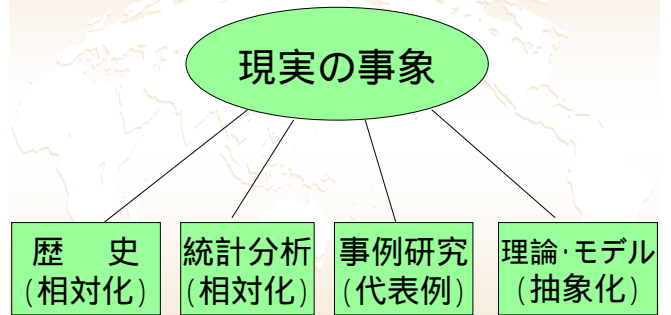 現実の事象
歴　史
(相対化)
統計分析
(相対化)
事例研究
(代表例)
理論・モデル
(抽象化)